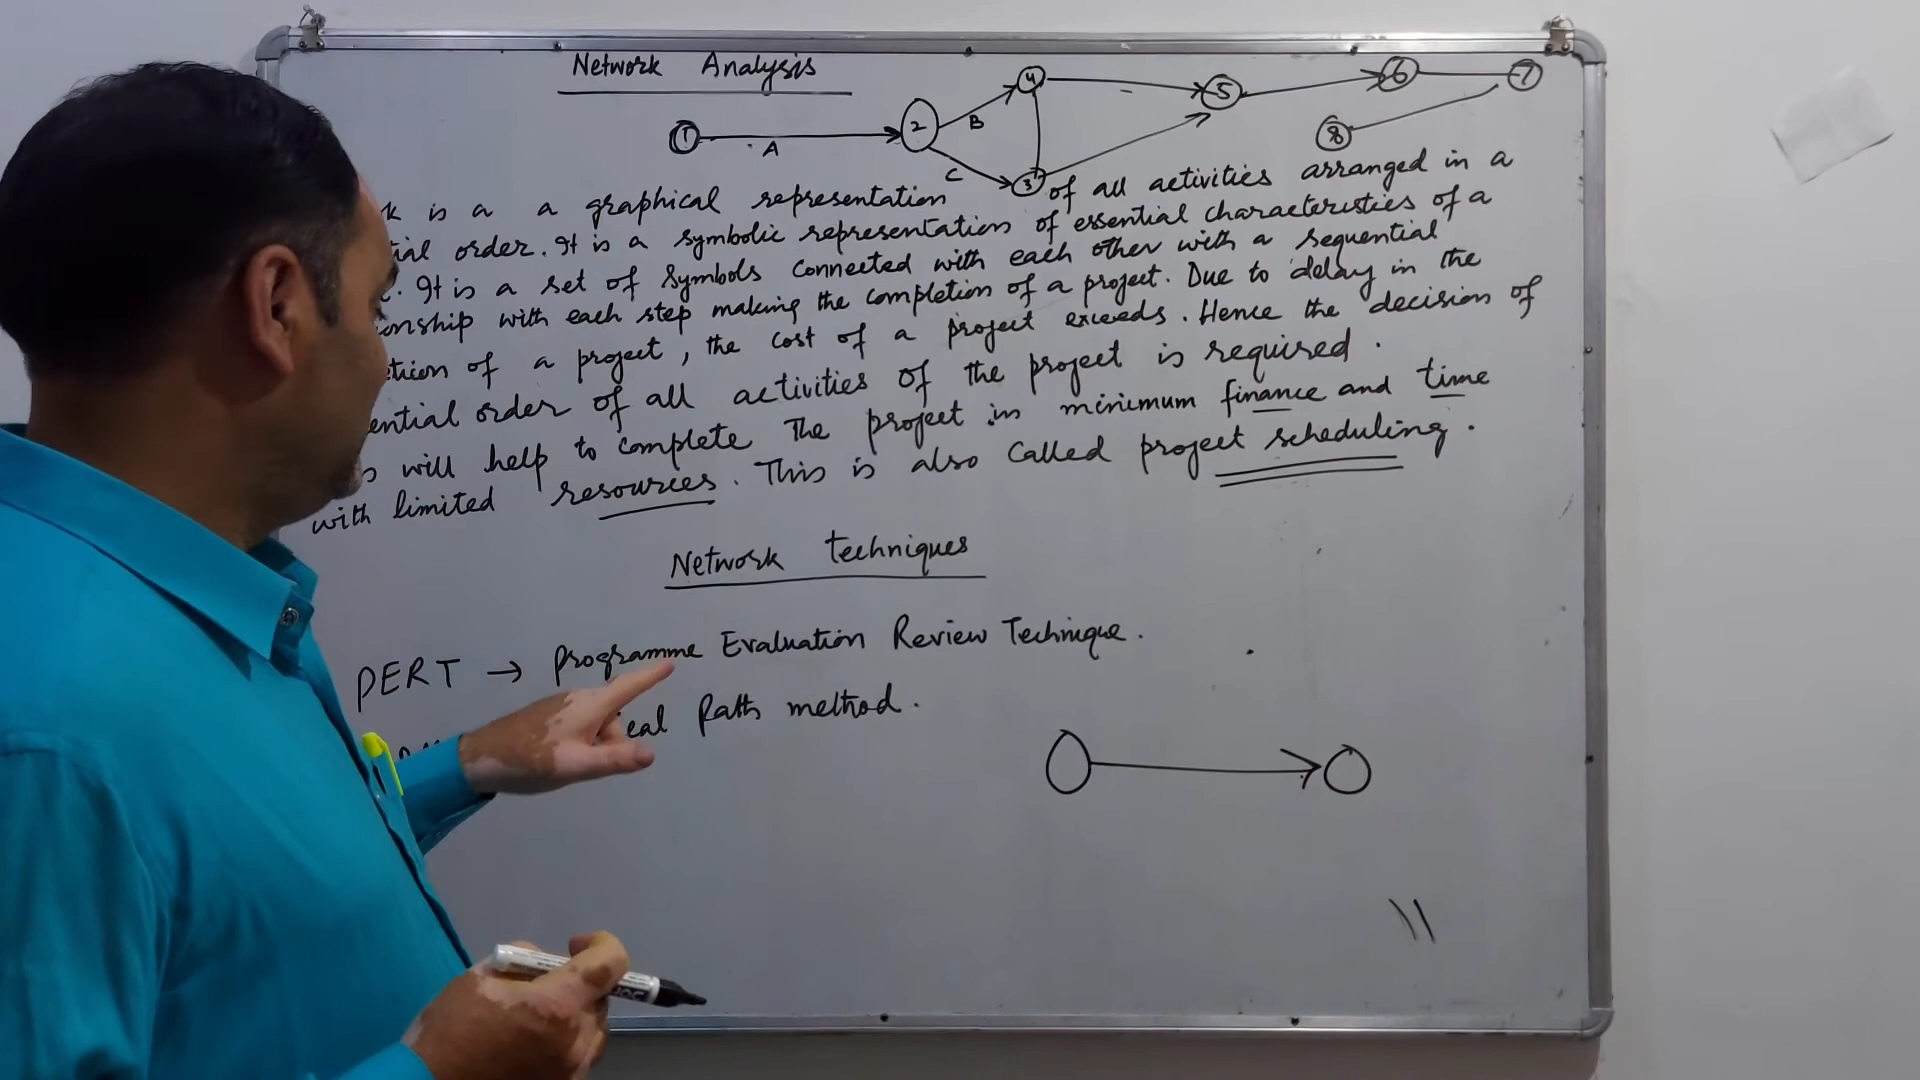 Network Analysis
1 A 2 B 4 C 3 5 6 7 8
k is a a graphical representation of all activities arranged in a
tial order. It is a symbolic representation of essential characteristics of a
. It is a set of symbols connected with each other with a sequential
onship with each step making the completion of a project. Due to delay in the
etion of a project, the cost of a project exceeds. Hence the decision of
ential order of all activities of the project is required.
s will help to complete the project in minimum finance and time
with limited resources. This is also called project scheduling.
Network techniques
PERT → Programme Evaluation Review Technique.
ical Path method.